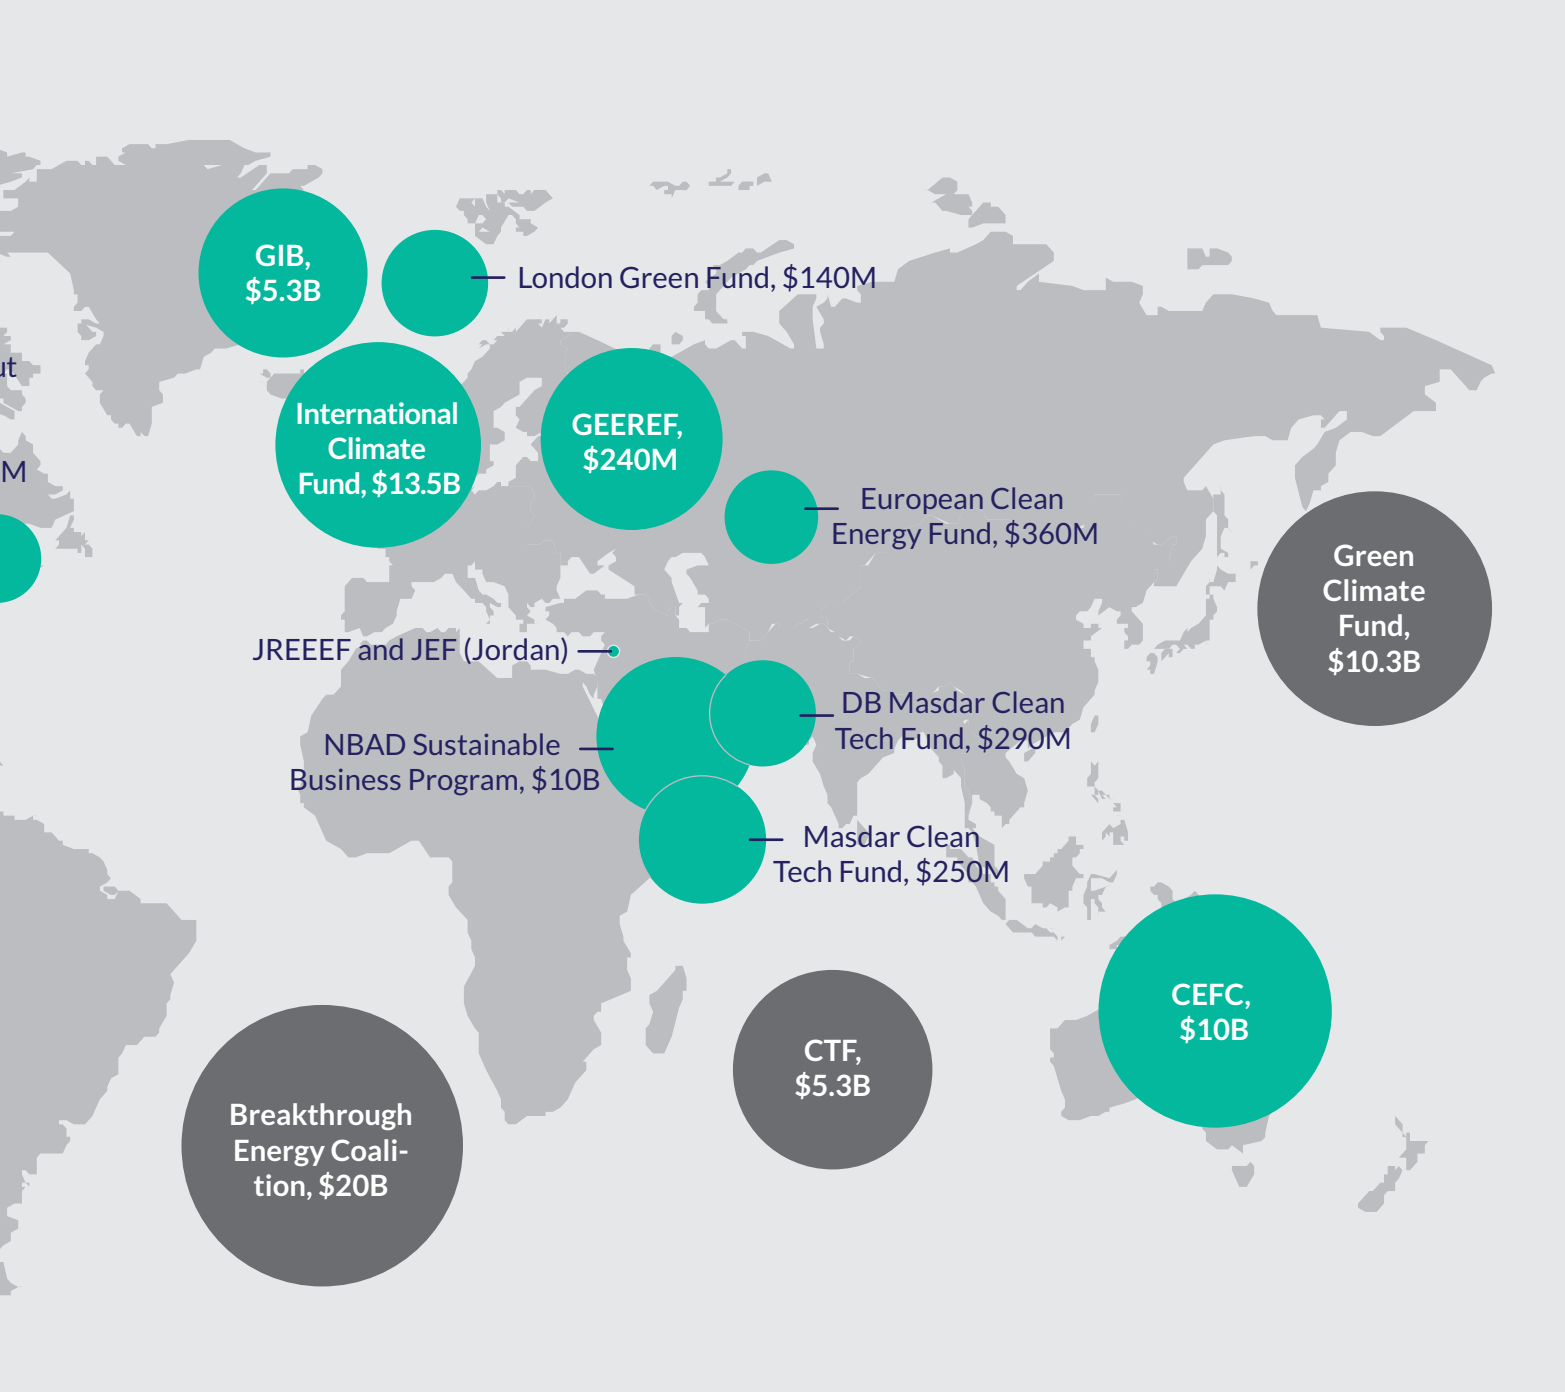 GIB,
$5.3B
London Green Fund, $140M
International
Climate
Fund, $13.5B
GEEREF,
$240M
European Clean
Energy Fund, $360M
Green
Climate
Fund,
$10.3B
JREEEF and JEF (Jordan)
NBAD Sustainable
Business Program, $10B
DB Masdar Clean
Tech Fund, $290M
Masdar Clean
Tech Fund, $250M
CEFC,
$10B
CTF,
$5.3B
Breakthrough
Energy Coali-
tion, $20B
M